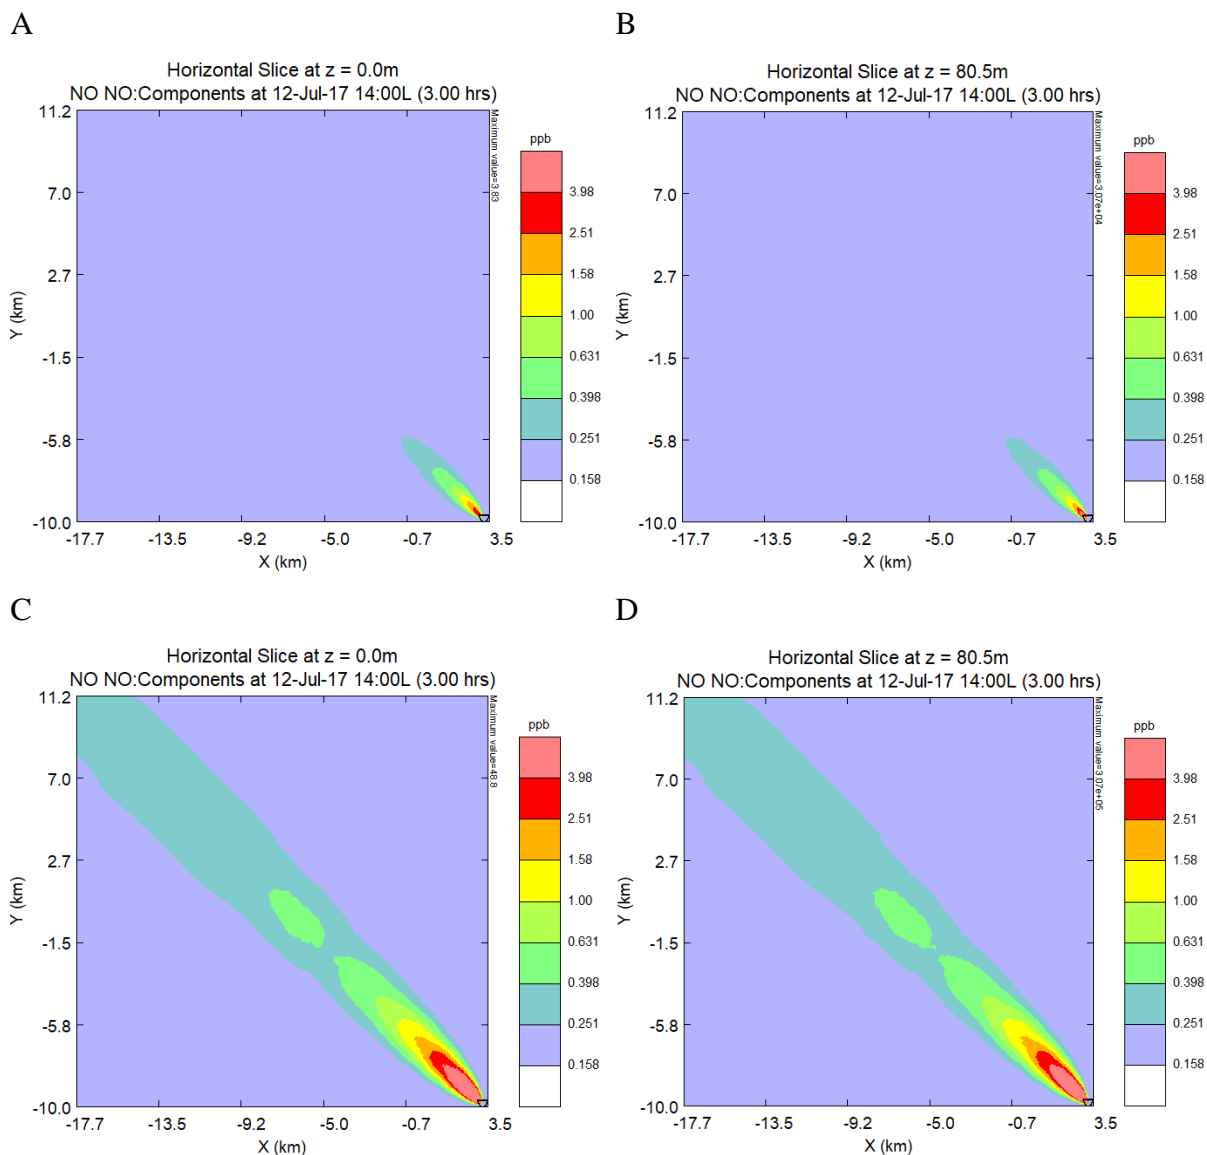 A
Horizontal Slice at z = 0.0m
NO NO:Components at 12-Jul-17 14:00L (3.00 hrs)
Maximum value=3.83
ppb
3.98
2.51
1.58
1.00
0.631
0.398
0.251
0.158
11.2
7.0
2.7
-1.5
-5.8
-10.0
Y (km)
-17.7 -13.5 -9.2 -5.0 -0.7 3.5
X (km)
B
Horizontal Slice at z = 80.5m
NO NO:Components at 12-Jul-17 14:00L (3.00 hrs)
Maximum value=3.07e+04
ppb
3.98
2.51
1.58
1.00
0.631
0.398
0.251
0.158
11.2
7.0
2.7
-1.5
-5.8
-10.0
Y (km)
-17.7 -13.5 -9.2 -5.0 -0.7 3.5
X (km)
C
Horizontal Slice at z = 0.0m
NO NO:Components at 12-Jul-17 14:00L (3.00 hrs)
Maximum value=48.8
ppb
3.98
2.51
1.58
1.00
0.631
0.398
0.251
0.158
11.2
7.0
2.7
-1.5
-5.8
-10.0
Y (km)
-17.7 -13.5 -9.2 -5.0 -0.7 3.5
X (km)
D
Horizontal Slice at z = 80.5m
NO NO:Components at 12-Jul-17 14:00L (3.00 hrs)
Maximum value=3.07e+05
ppb
3.98
2.51
1.58
1.00
0.631
0.398
0.251
0.158
11.2
7.0
2.7
-1.5
-5.8
-10.0
Y (km)
-17.7 -13.5 -9.2 -5.0 -0.7 3.5
X (km)